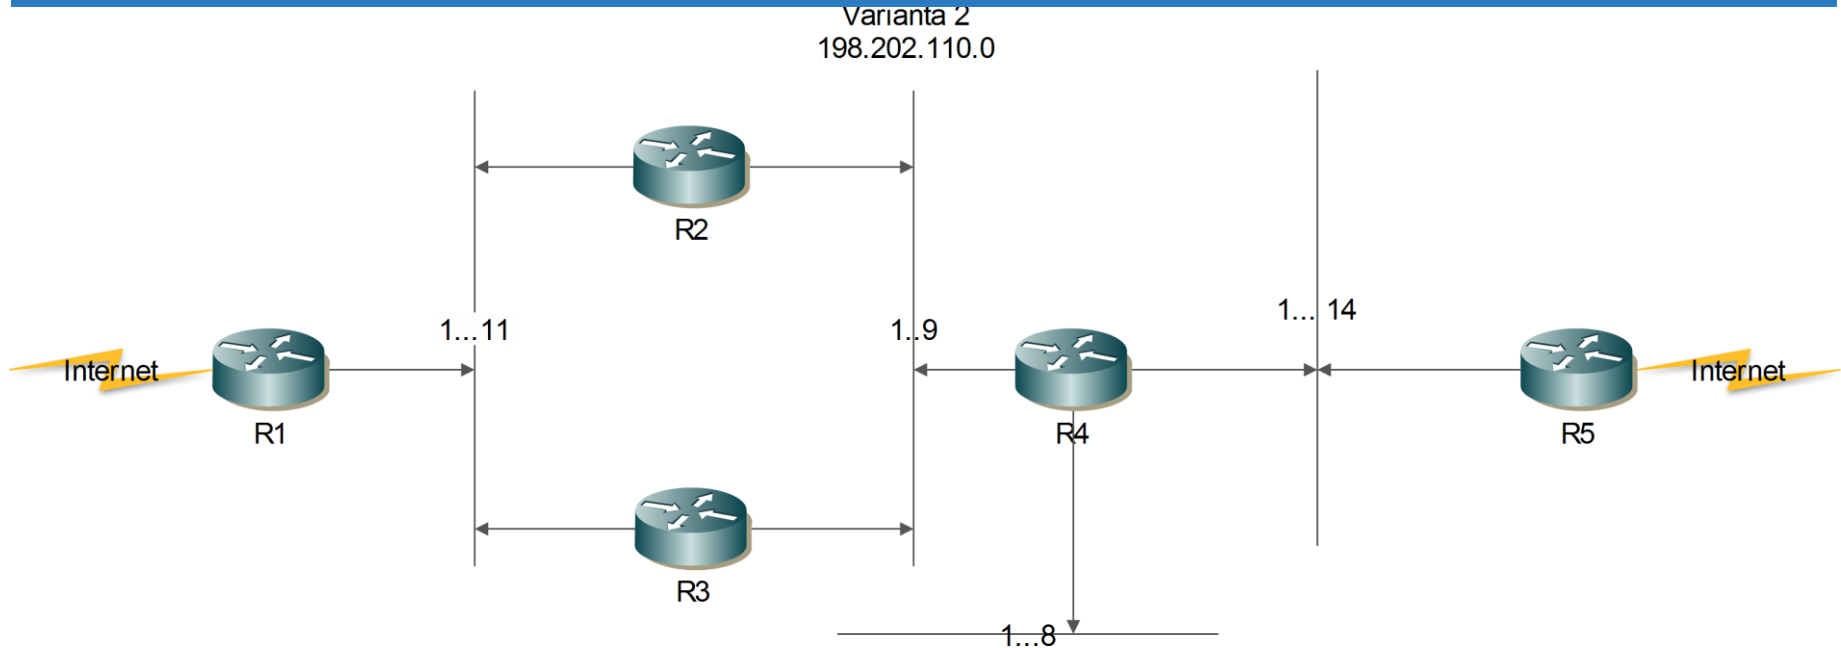 Varianta 2
198.202.110.0
R2
1...11
1..9
1... 14
Internet
Internet
R1
R4
R5
R3
1...8